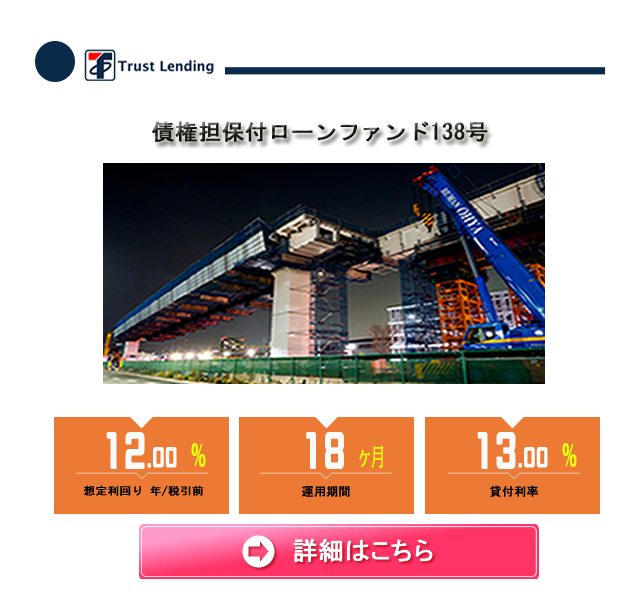 Trust Lending
債権担保付ローンファンド138号
OHYA
12.00 %
想定利回り 年/税引前
18 ヶ月
運用期間
13.00 %
貸付利率
詳細はこちら